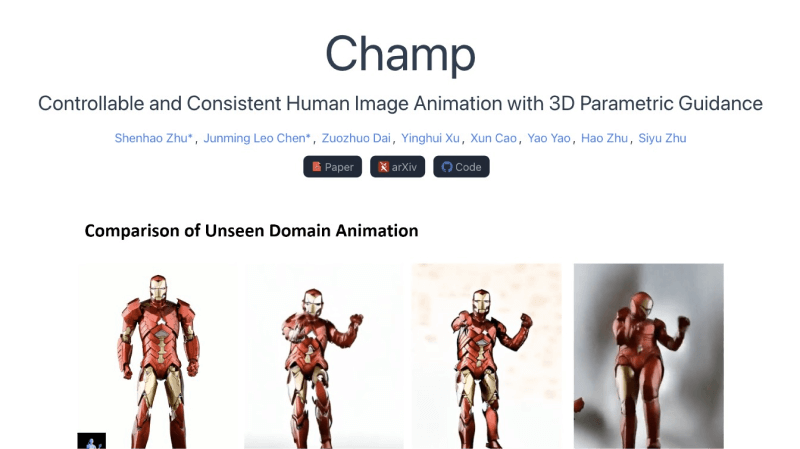 Champ
Controllable and Consistent Human Image Animation with 3D Parametric Guidance
Shenhao Zhu*, Junming Leo Chen*, Zuozhuo Dai, Yinghui Xu, Xun Cao, Yao Yao, Hao Zhu, Siyu Zhu
Paper arXiv Code
Comparison of Unseen Domain Animation